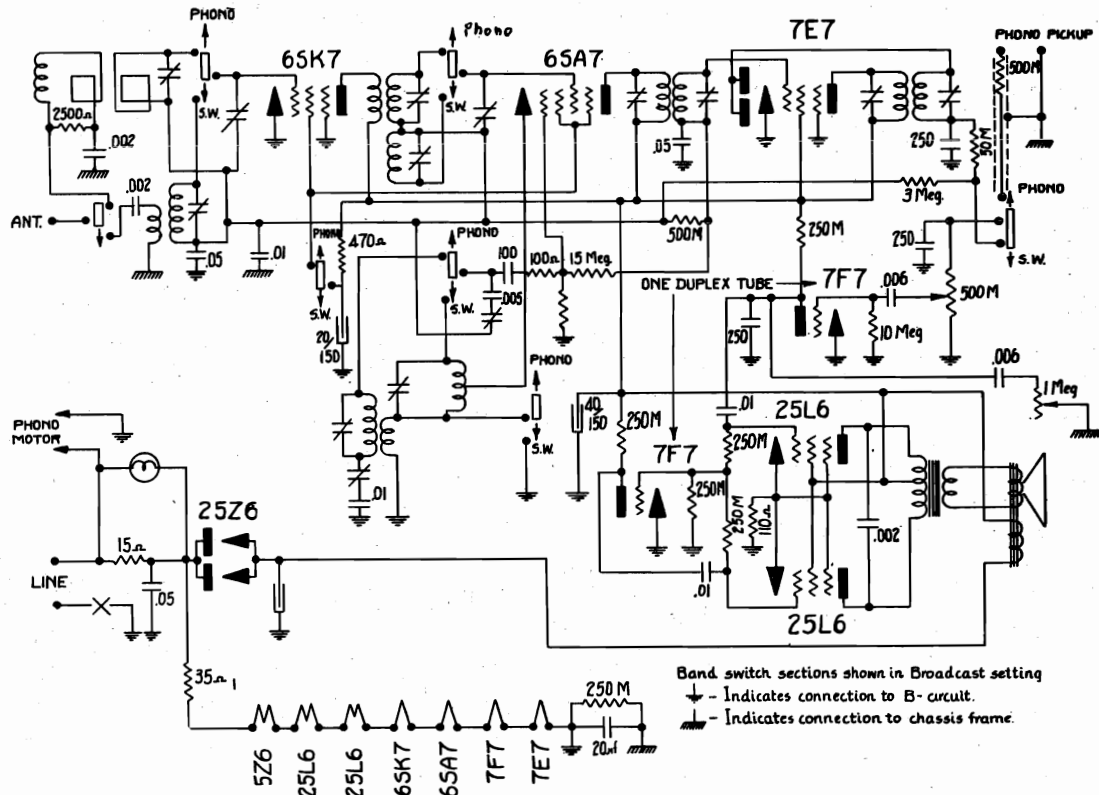 PHONO
Phono
6SK7
6SA7
7E7
PHONO PICKUP
500M
S.W.
S.W.
2500Ω
.002
.05
250
50M
.002
ANT.
3 Meg.
PHONO
.05
.01
470Ω
PHONO
PHONO
100
100Ω
15 Meg
500M
250M
250
S.W.
ONE DUPLEX TUBE
7F7
.006
500M
S.W.
.005
S.W.
20/150
250
10 Meg
.006
1 Meg
PHONO
S.W.
40/150
250M
.01
25L6
250M
7F7
PHONO MOTOR
250M
250M
110Ω
.002
.01
25Z6
15Ω
.01
LINE
.05
25L6
35Ω
Band switch sections shown in Broadcast setting
- Indicates connection to B- circuit.
- Indicates connection to chassis frame.
250M
20nf
5Z6
25L6
25L6
6SK7
6SA7
7F7
7E7